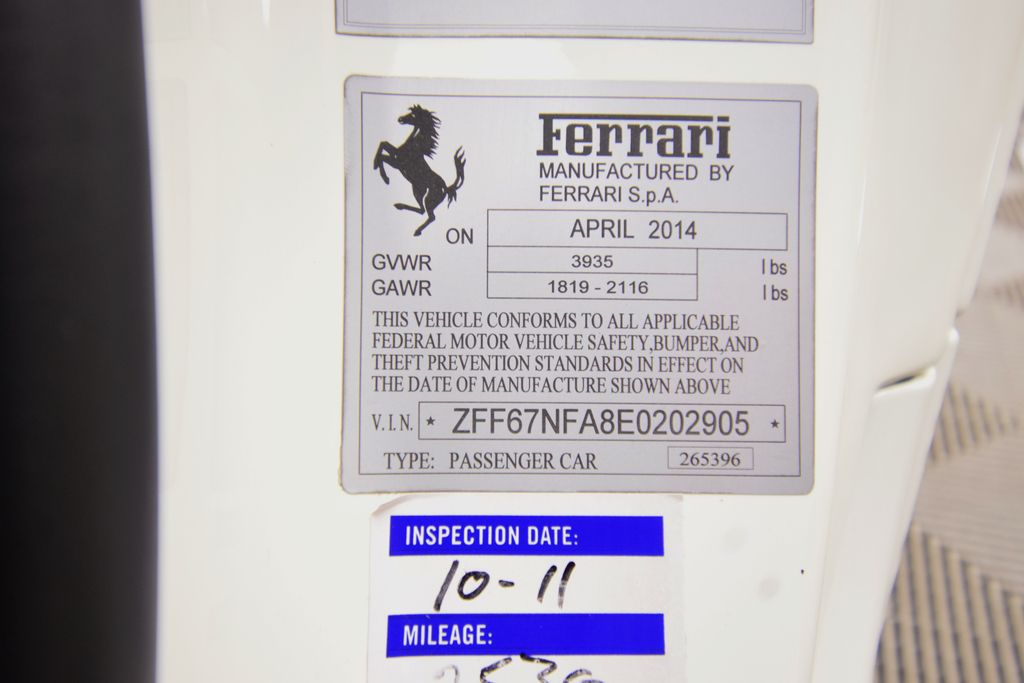 Ferrari
MANUFACTURED BY
FERRARI S.p.A.
ON APRIL 2014
GVWR 3935 lbs
GAWR 1819 - 2116 lbs
THIS VEHICLE CONFORMS TO ALL APPLICABLE
FEDERAL MOTOR VEHICLE SAFETY,BUMPER,AND
THEFT PREVENTION STANDARDS IN EFFECT ON
THE DATE OF MANUFACTURE SHOWN ABOVE
V.I.N. * ZFF67NFA8E0202905 *
TYPE: PASSENGER CAR 265396
INSPECTION DATE:
10-11
MILEAGE: